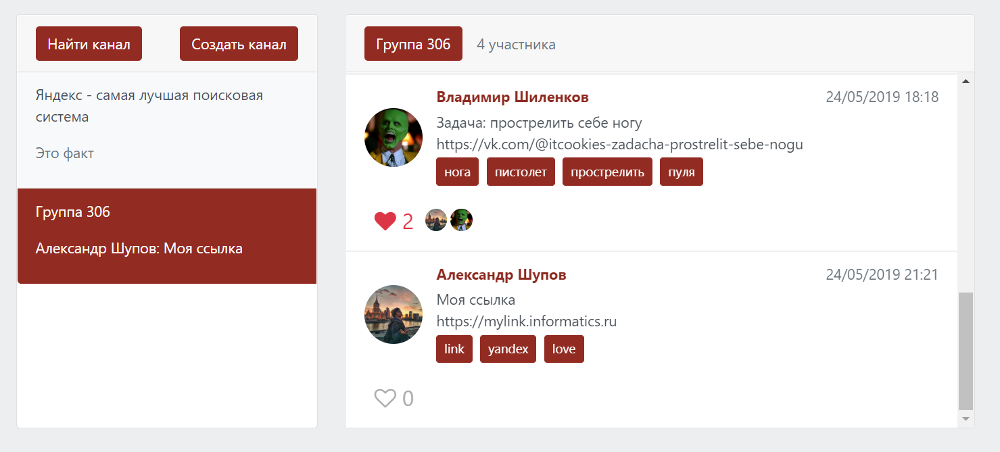 Найти канал
Создать канал
Яндекс - самая лучшая поисковая
система
Это факт
Группа 306
Александр Шупов: Моя ссылка
Группа 306
4 участника
Владимир Шиленков
24/05/2019 18:18
Задача: прострелить себе ногу
https://vk.com/@itcookies-zadacha-prostrelit-sebe-nogu
нога
пистолет
прострелить
пуля
2
Александр Шупов
24/05/2019 21:21
Моя ссылка
https://mylink.informatics.ru
link
yandex
love
0